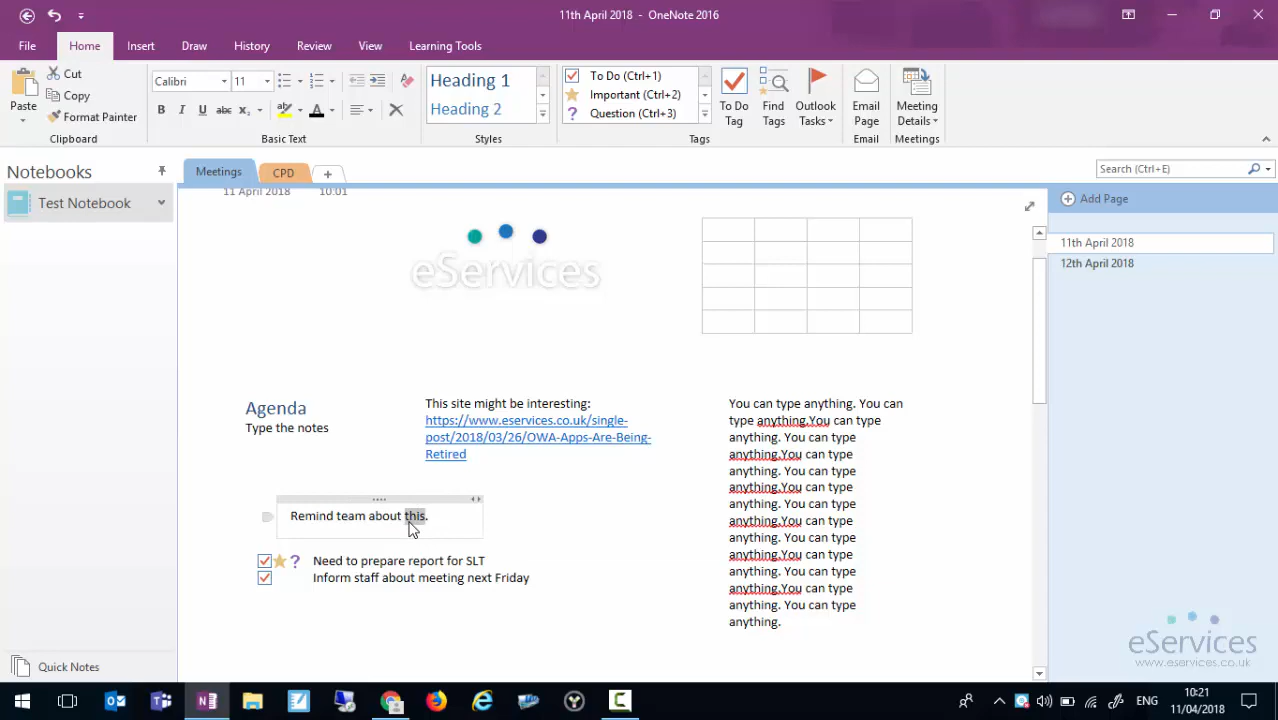 11th April 2018 - OneNote 2016
File
Home
Insert
Draw
History
Review
View
Learning Tools
Paste
Cut
Copy
Format Painter
Clipboard
Calibri
11
B I U abc X₂
A
Basic Text
Heading 1
Heading 2
Styles
To Do (Ctrl+1)
Important (Ctrl+2)
? Question (Ctrl+3)
To Do
Tag
Find
Tags
Outlook
Tasks
Tags
Email
Page
Email
Meeting
Details
Meetings
Notebooks
Test Notebook
Quick Notes
Meetings
CPD
+
Search (Ctrl+E)
11 April 2018 10:01
eServices
Agenda
Type the notes
This site might be interesting:
https://www.eservices.co.uk/single-
post/2018/03/26/OWA-Apps-Are-Being-
Retired
Remind team about this.
? Need to prepare report for SLT
Inform staff about meeting next Friday
You can type anything. You can
type anything.You can type
anything. You can type
anything.You can type
anything. You can type
anything.You can type
anything. You can type
anything.You can type
anything. You can type
anything.You can type
anything. You can type
anything.You can type
anything. You can type
anything.
Add Page
11th April 2018
12th April 2018
eServices
www.eservices.co.uk
ENG
10:21
11/04/2018